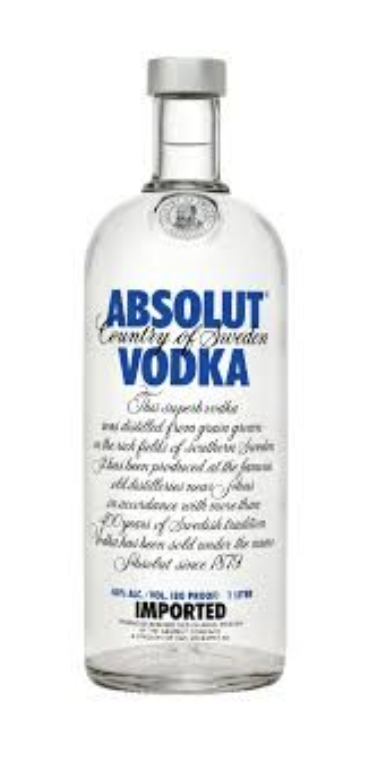 ABSOLUT
Country of Sweden
VODKA
This superb vodka
was distilled from grain grown
in the rich fields of southern Sweden
It has been produced at the famous
old distilleries near Åhus
in accordance with more than
400 years of Swedish tradition
Vodka has been sold under the name
Absolut since 1879
ALC./VOL. PROOF 1 LITER
IMPORTED